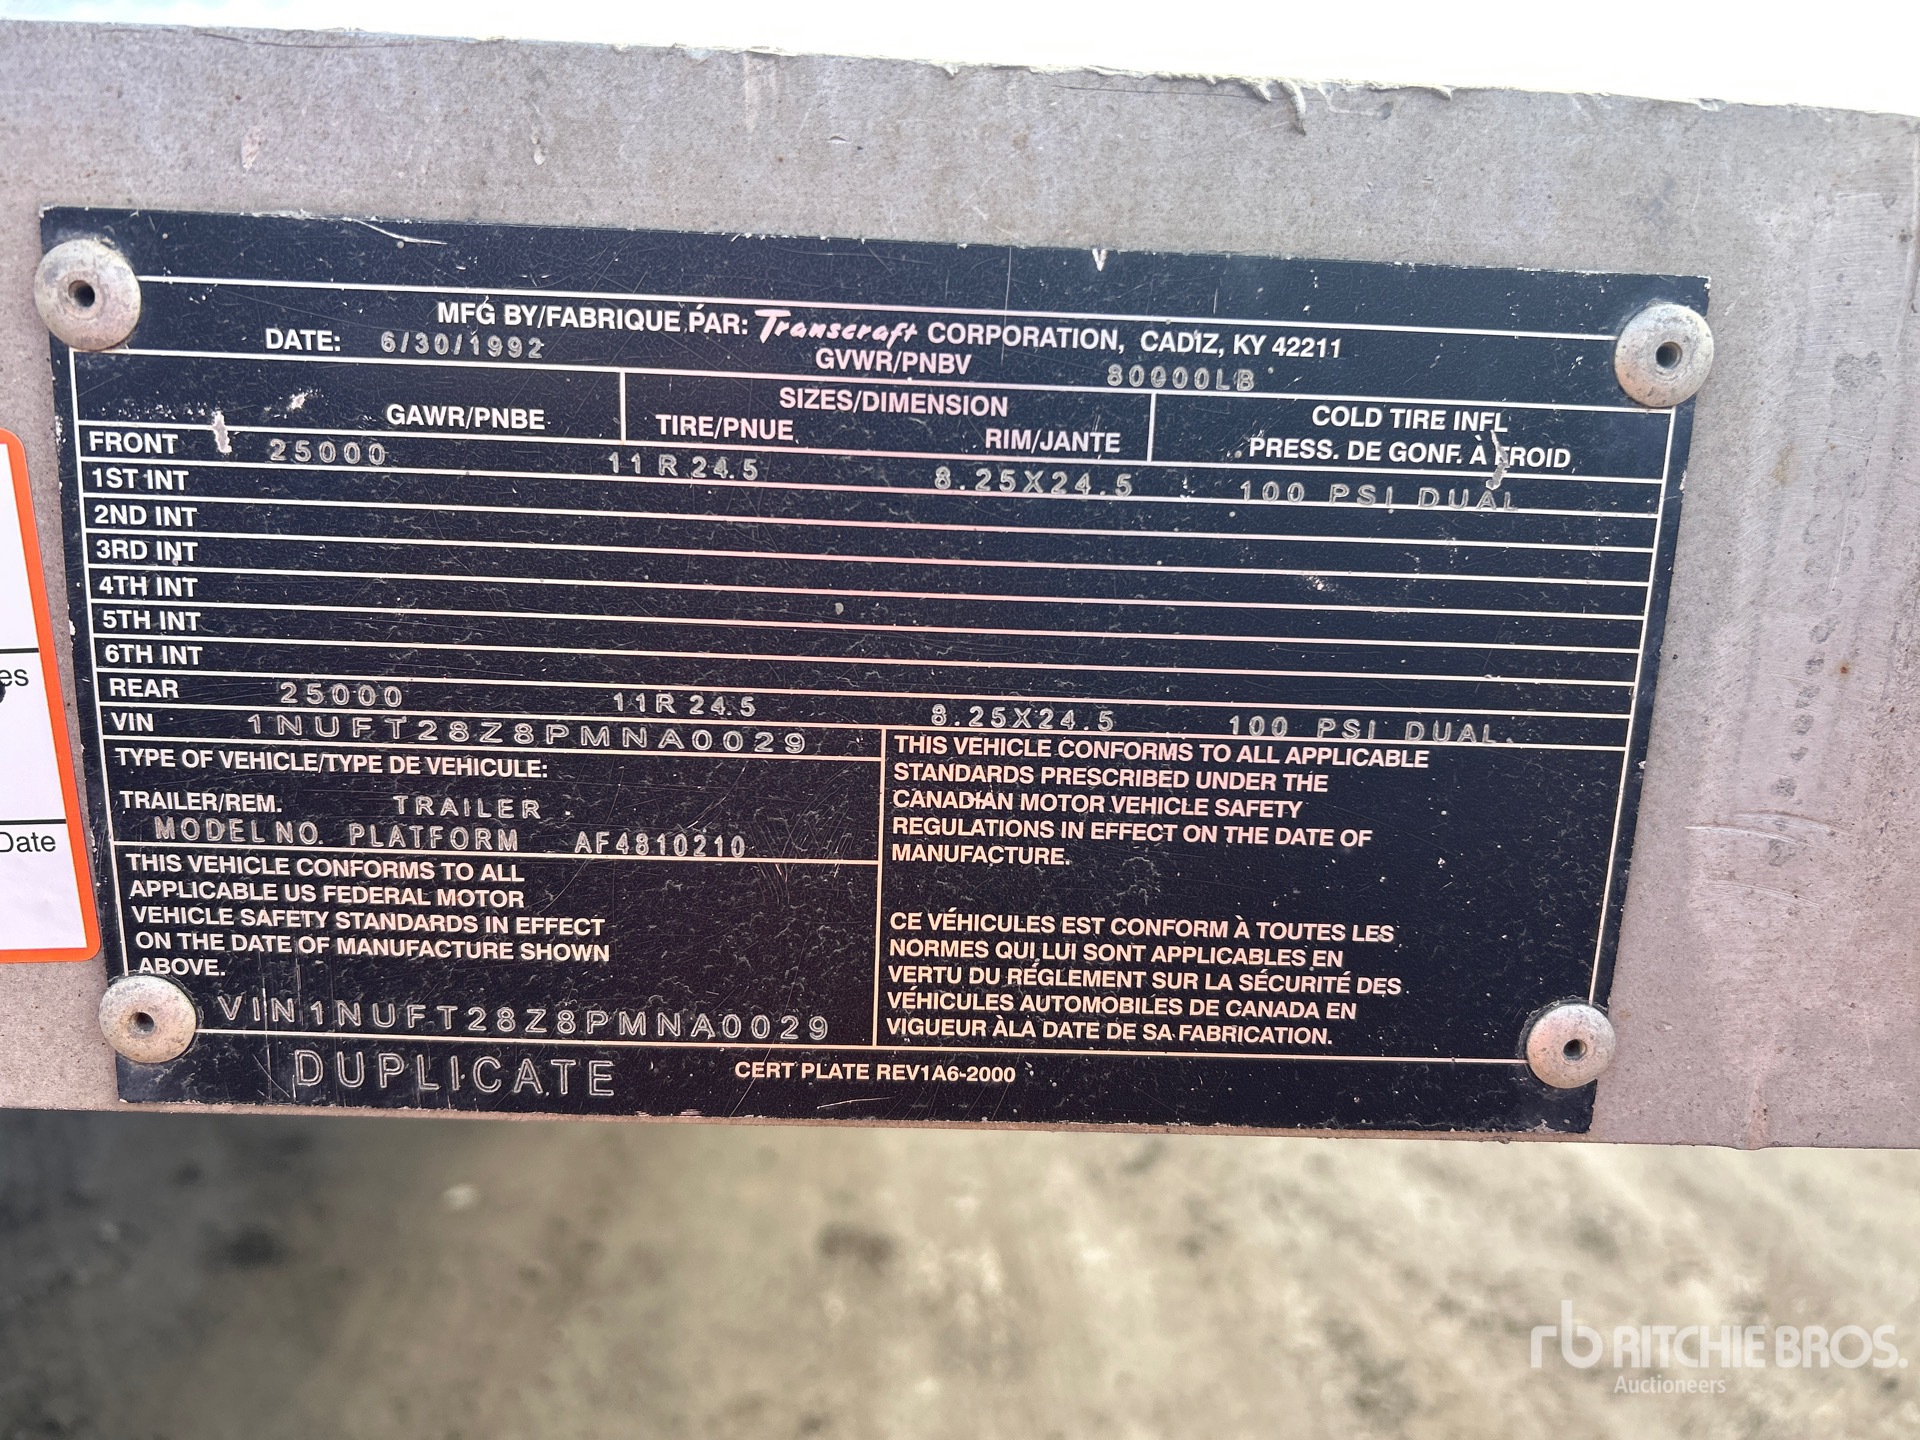 MFG BY/FABRIQUE PAR: Transcraft CORPORATION, CADIZ, KY 42211
DATE: 6/30/1992 GVWR/PNBV 80000LB
GAWR/PNBE SIZES/DIMENSION COLD TIRE INFL
TIRE/PNUE RIM/JANTE PRESS. DE GONF. À FROID
FRONT 25000 11R24.5 8.25X24.5 100 PSI DUAL
1ST INT
2ND INT
3RD INT
4TH INT
5TH INT
6TH INT
REAR 25000 11R24.5 8.25X24.5 100 PSI DUAL.
VIN 1NUFT28Z8PMNA0029
TYPE OF VEHICLE/TYPE DE VEHICULE:
TRAILER/REM. TRAILER
MODEL NO. PLATFORM AF4810210
THIS VEHICLE CONFORMS TO ALL
APPLICABLE US FEDERAL MOTOR
VEHICLE SAFETY STANDARDS IN EFFECT
ON THE DATE OF MANUFACTURE SHOWN
ABOVE.
VIN1NUFT28Z8PMNA0029
THIS VEHICLE CONFORMS TO ALL APPLICABLE
STANDARDS PRESCRIBED UNDER THE
CANADIAN MOTOR VEHICLE SAFETY
REGULATIONS IN EFFECT ON THE DATE OF
MANUFACTURE.
CE VÉHICULES EST CONFORM À TOUTES LES
NORMES QUI LUI SONT APPLICABLES EN
VERTU DU RÉGLEMENT SUR LA SÉCURITÉ DES
VÉHICULES AUTOMOBILES DE CANADA EN
VIGUEUR ÀLA DATE DE SA FABRICATION.
DUPLICATE CERT PLATE REV1A6-2000
es
Date
rb RITCHIE BROS.
Auctioneers